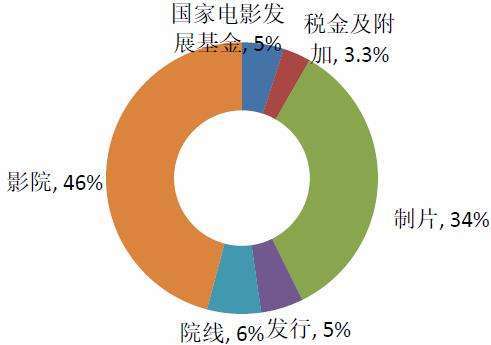 国家电影发
展基金, 5%
税金及附
加, 3.3%
制片, 34%
发行, 5%
院线, 6%
影院, 46%